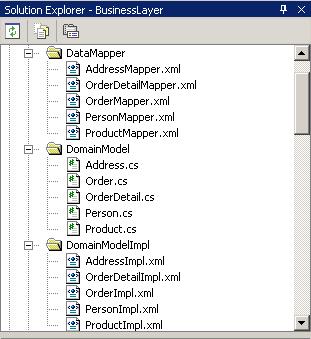 Solution Explorer - BusinessLayer
DataMapper
AddressMapper.xml
OrderDetailMapper.xml
OrderMapper.xml
PersonMapper.xml
ProductMapper.xml
DomainModel
Address.cs
Order.cs
OrderDetail.cs
Person.cs
Product.cs
DomainModelImpl
AddressImpl.xml
OrderDetailImpl.xml
OrderImpl.xml
PersonImpl.xml
ProductImpl.xml